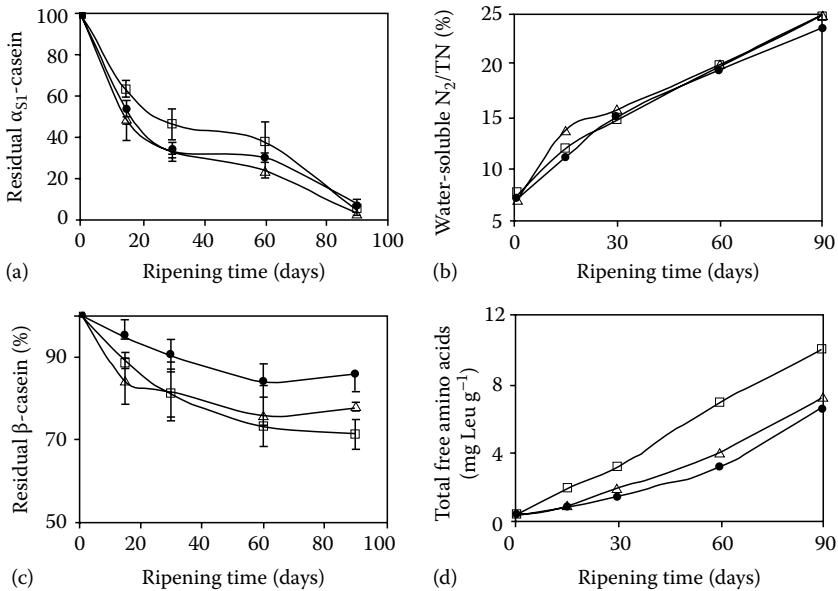 100
80
60
40
20
0
Residual α_S1-casein
0 20 40 60 80 100
Ripening time (days)
(a)
25
20
15
10
5
Water-soluble N₂/TN (%)
0 30 60 90
Ripening time (days)
(b)
90
70
50
Residual β-casein (%)
0 20 40 60 80 100
Ripening time (days)
(c)
12
8
4
0
Total free amino acids
(mg Leu g⁻¹)
0 30 60 90
Ripening time (days)
(d)